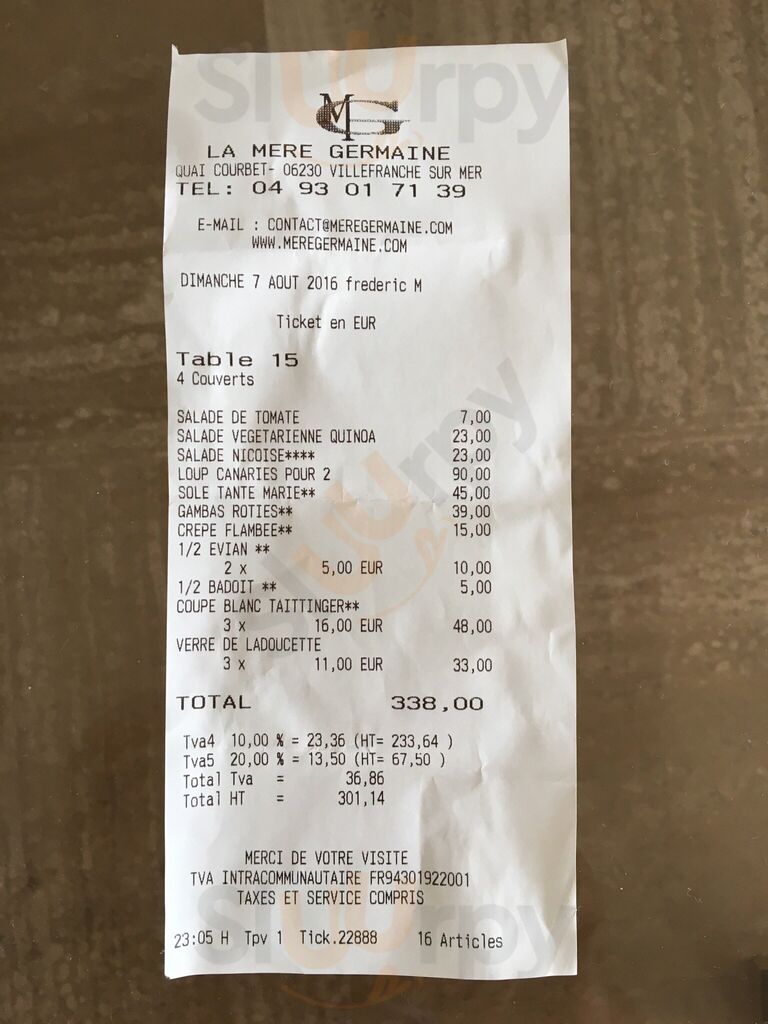 MG
LA MERE GERMAINE
QUAI COURBET- 06230 VILLEFRANCHE SUR MER
TEL: 04 93 01 71 39
E-MAIL : CONTACT@MEREGERMAINE.COM
WWW.MEREGERMAINE.COM
DIMANCHE 7 AOUT 2016 frederic M
Ticket en EUR
Table 15
4 Couverts
SALADE DE TOMATE 7,00
SALADE VEGETARIENNE QUINOA 23,00
SALADE NICOISE**** 23,00
LOUP CANARIES POUR 2 90,00
SOLE TANTE MARIE** 45,00
GAMBAS ROTIES** 39,00
CREPE FLAMBEE** 15,00
1/2 EVIAN **
2 x 5,00 EUR 10,00
1/2 BADOIT ** 5,00
COUPE BLANC TAITTINGER**
3 x 16,00 EUR 48,00
VERRE DE LADOUCETTE
3 x 11,00 EUR 33,00
TOTAL 338,00
Tva4 10,00 % = 23,36 (HT= 233,64 )
Tva5 20,00 % = 13,50 (HT= 67,50 )
Total Tva = 36,86
Total HT = 301,14
MERCI DE VOTRE VISITE
TVA INTRACOMMUNAUTAIRE FR94301922001
TAXES ET SERVICE COMPRIS
23:05 H Tpv 1 Tick.22888 16 Articles
Sluurpy
Sluurpy
Sluurpy